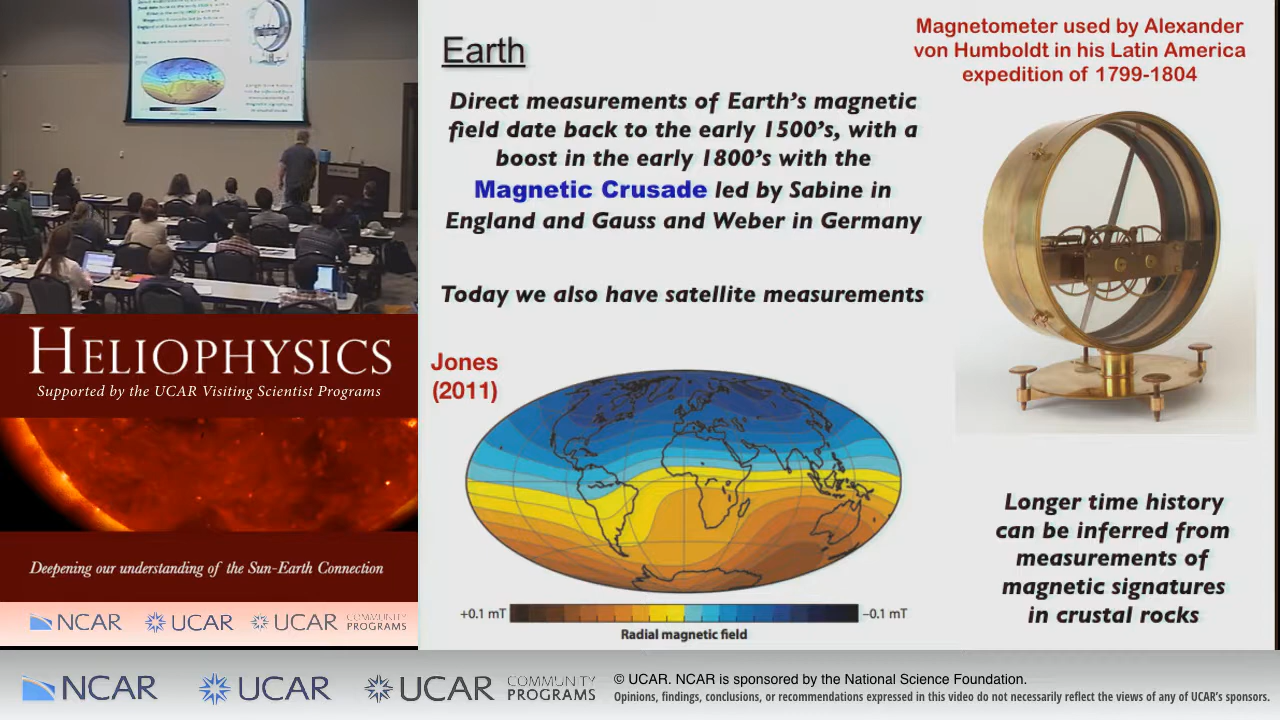 Earth
Magnetometer used by Alexander
von Humboldt in his Latin America
expedition of 1799-1804
Direct measurements of Earth's magnetic
field date back to the early 1500's, with a
boost in the early 1800's with the
Magnetic Crusade led by Sabine in
England and Gauss and Weber in Germany
Today we also have satellite measurements
Jones
(2011)
+0.1 mT
–0.1 mT
Radial magnetic field
Longer time history
can be inferred from
measurements of
magnetic signatures
in crustal rocks
HELIOPHYSICS
Supported by the UCAR Visiting Scientist Programs
Deepening our understanding of the Sun-Earth Connection
NCAR UCAR UCAR COMMUNITY
PROGRAMS
NCAR UCAR UCAR COMMUNITY
PROGRAMS
© UCAR. NCAR is sponsored by the National Science Foundation.
Opinions, findings, conclusions, or recommendations expressed in this video do not necessarily reflect the views of any of UCAR's sponsors.